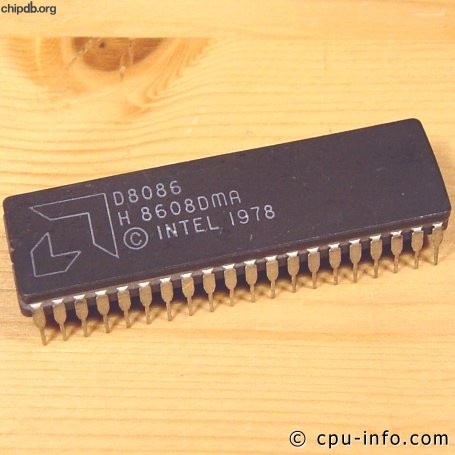 chipdb.org
D8086
H 8608DMA
© INTEL 1978
© cpu-info.com